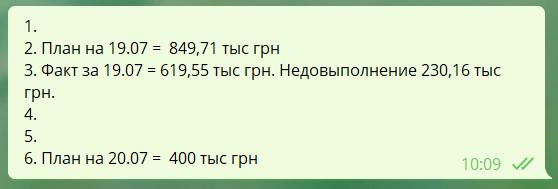 1.
2. План на 19.07 =  849,71 тыс грн
3. Факт за 19.07 = 619,55 тыс грн. Недовыполнение 230,16 тыс
грн.
4.
5.
6. План на 20.07 =  400 тыс грн
10:09